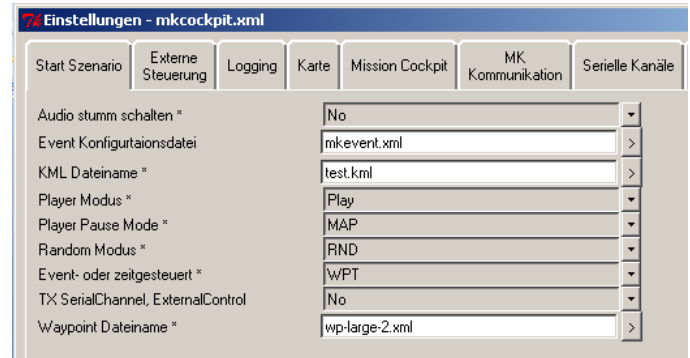 Einstellungen - mkcockpit.xml
Start Szenario
Externe
Steuerung
Logging
Karte
Mission Cockpit
MK
Kommunikation
Serielle Kanäle
Audio stumm schalten * No
Event Konfigurtaionsdatei mkevent.xml >
KML Dateiname * test.kml >
Player Modus * Play
Player Pause Mode * MAP
Random Modus * RND
Event- oder zeitgesteuert * WPT
TX SerialChannel, ExternalControl No
Waypoint Dateiname * wp-large-2.xml >